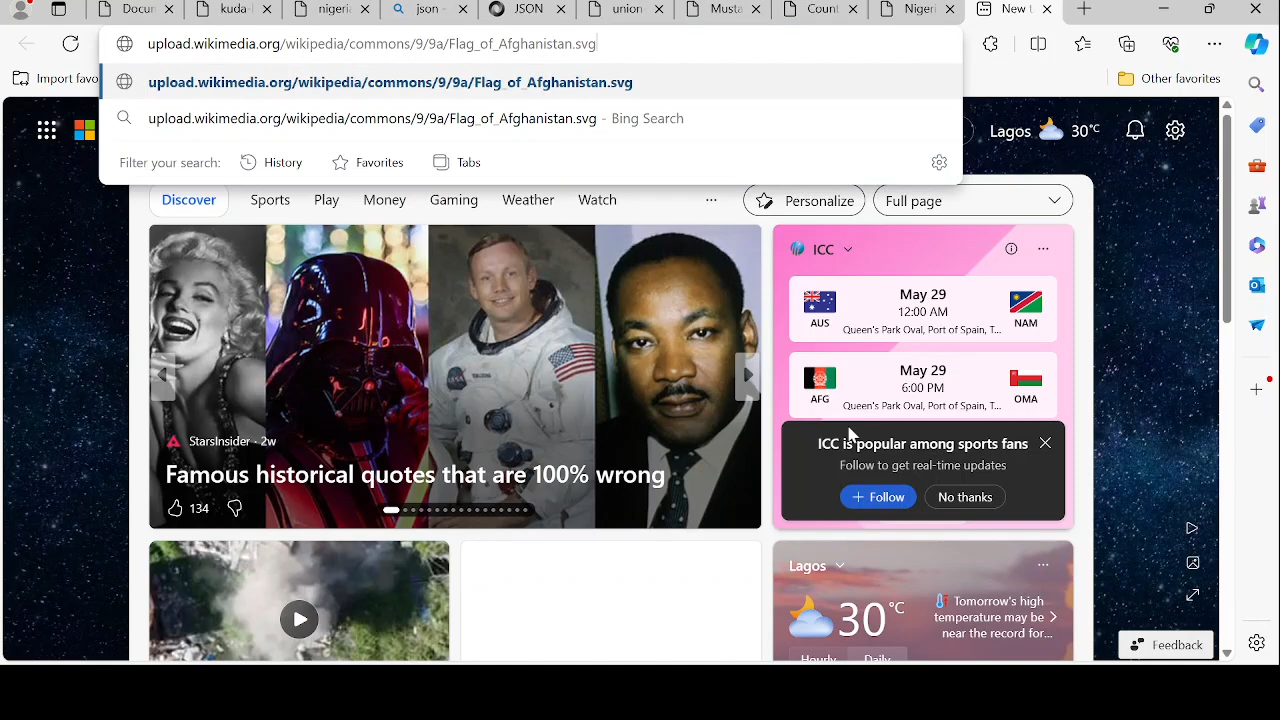 Docun
kuda-l
nigeria
json -
JSON
union-
Musta
Count
Nigeri
New t
upload.wikimedia.org/wikipedia/commons/9/9a/Flag_of_Afghanistan.svg
Import favo
upload.wikimedia.org/wikipedia/commons/9/9a/Flag_of_Afghanistan.svg
Other favorites
upload.wikimedia.org/wikipedia/commons/9/9a/Flag_of_Afghanistan.svg - Bing Search
Lagos 30°C
Filter your search: History Favorites Tabs
Discover Sports Play Money Gaming Weather Watch ... Personalize Full page
ICC
May 29
12:00 AM
AUS NAM
Queen's Park Oval, Port of Spain, T...
May 29
6:00 PM
AFG OMA
Queen's Park Oval, Port of Spain, T...
StarsInsider · 2w
Famous historical quotes that are 100% wrong
134
ICC is popular among sports fans
Follow to get real-time updates
+ Follow No thanks
Lagos
30°C
Tomorrow's high
temperature may be
near the record for...
Hourly Daily
Feedback